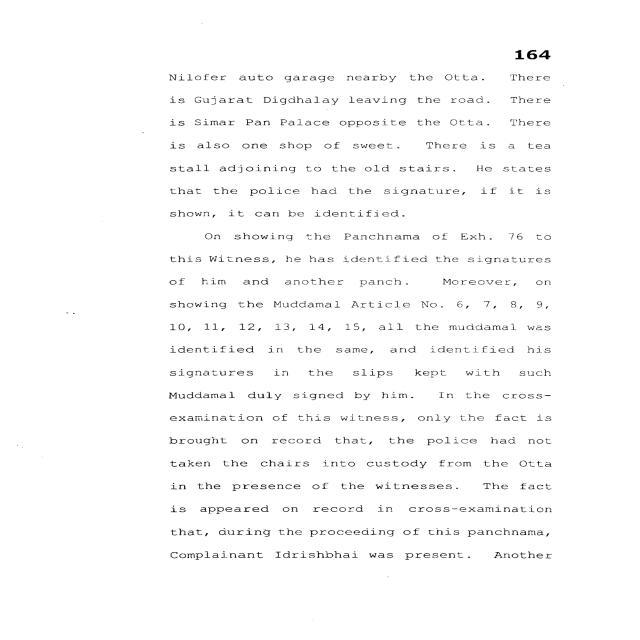 164
Nilofer auto garage nearby the Otta. There
is Gujarat Digdhalay leaving the road. There
is Simar Pan Palace opposite the Otta. There
is also one shop of sweet. There is a tea
stall adjoining to the old stairs. He states
that the police had the signature, if it is
shown, it can be identified.
On showing the Panchnama of Exh. 76 to
this Witness, he has identified the signatures
of him and another panch. Moreover, on
showing the Muddamal Article No. 6, 7, 8, 9,
10, 11, 12, 13, 14, 15, all the muddamal was
identified in the same, and identified his
signatures in the slips kept with such
Muddamal duly signed by him. In the cross-
examination of this witness, only the fact is
brought on record that, the police had not
taken the chairs into custody from the Otta
in the presence of the witnesses. The fact
is appeared on record in cross-examination
that, during the proceeding of this panchnama,
Complainant Idrishbhai was present. Another